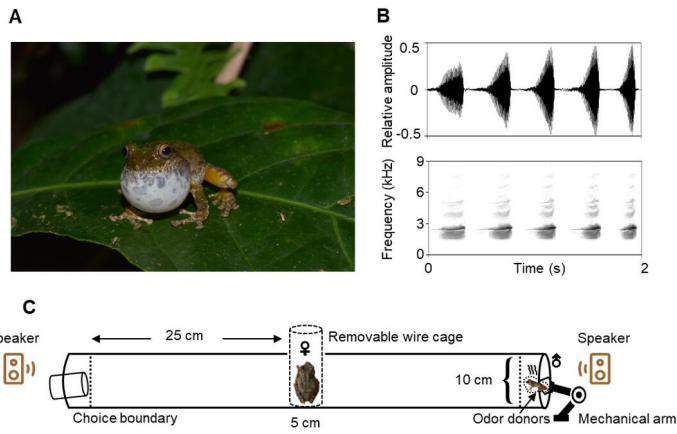 A
B
Relative amplitude
0.5
0
-0.5
Frequency (kHz)
9
6
3
0
0 Time (s) 2
C
peaker
25 cm
♀
Removable wire cage
Speaker
♂
10 cm
Choice boundary
5 cm
Odor donors
Mechanical arm